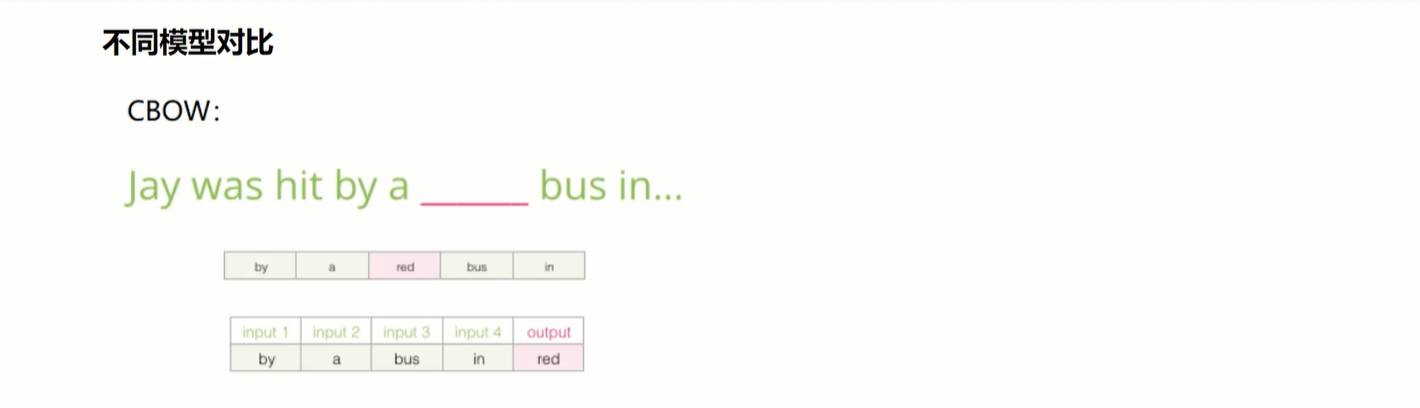 不同模型对比
CBOW：
Jay was hit by a ______ bus in...
by a red bus in
input 1 input 2 input 3 input 4 output
by a bus in red